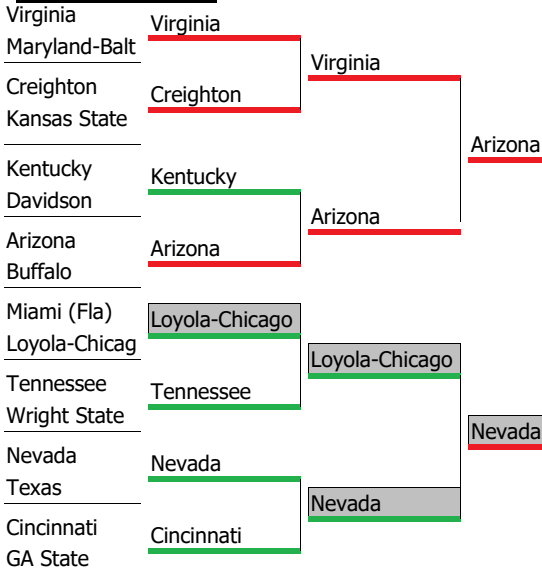 Virginia
Maryland-Balt
Creighton
Kansas State
Kentucky
Davidson
Arizona
Buffalo
Miami (Fla)
Loyola-Chicag
Tennessee
Wright State
Nevada
Texas
Cincinnati
GA State
Virginia
Creighton
Kentucky
Arizona
Loyola-Chicago
Tennessee
Nevada
Cincinnati
Virginia
Arizona
Loyola-Chicago
Nevada
Arizona
Nevada